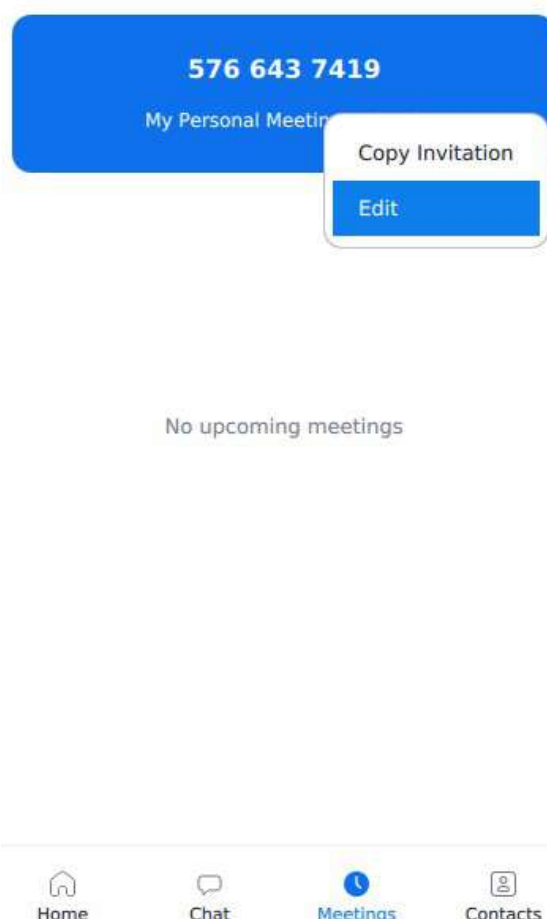 576 643 7419
My Personal Meetin
Copy Invitation
Edit
No upcoming meetings
Home
Chat
Meetings
Contacts